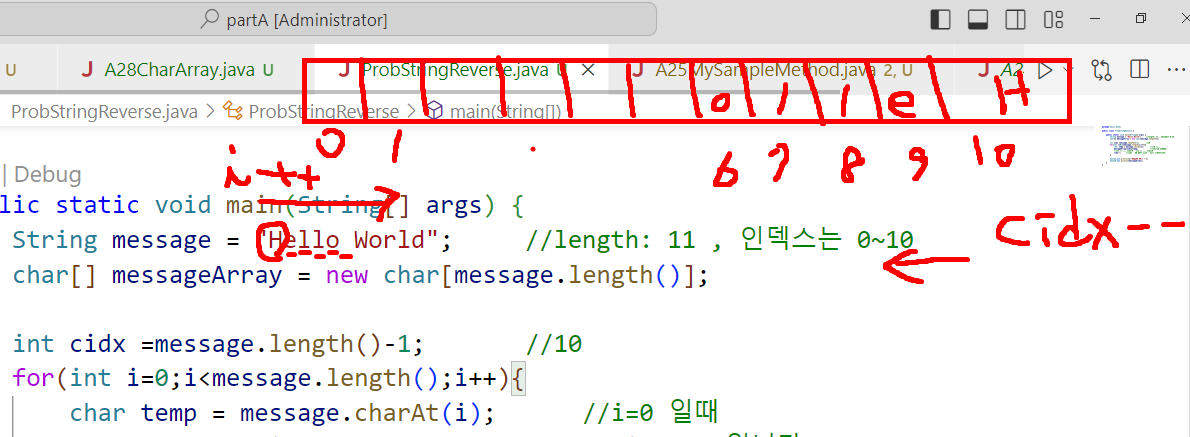 partA [Administrator]
U J A28CharArray.java U J ProbStringReverse.java U J A25MySampleMethod.java 2, U J A2
ProbStringReverse.java > ProbStringReverse > main(String[])
o l l e H
0 1 6 7 8 9 10
i++
| Debug
lic static void main(String[] args) {
String message = "Hello World"; //length: 11 , 인덱스는 0~10
cidx--
char[] messageArray = new char[message.length()];
int cidx =message.length()-1; //10
for(int i=0;i<message.length();i++){
char temp = message.charAt(i); //i=0 일때